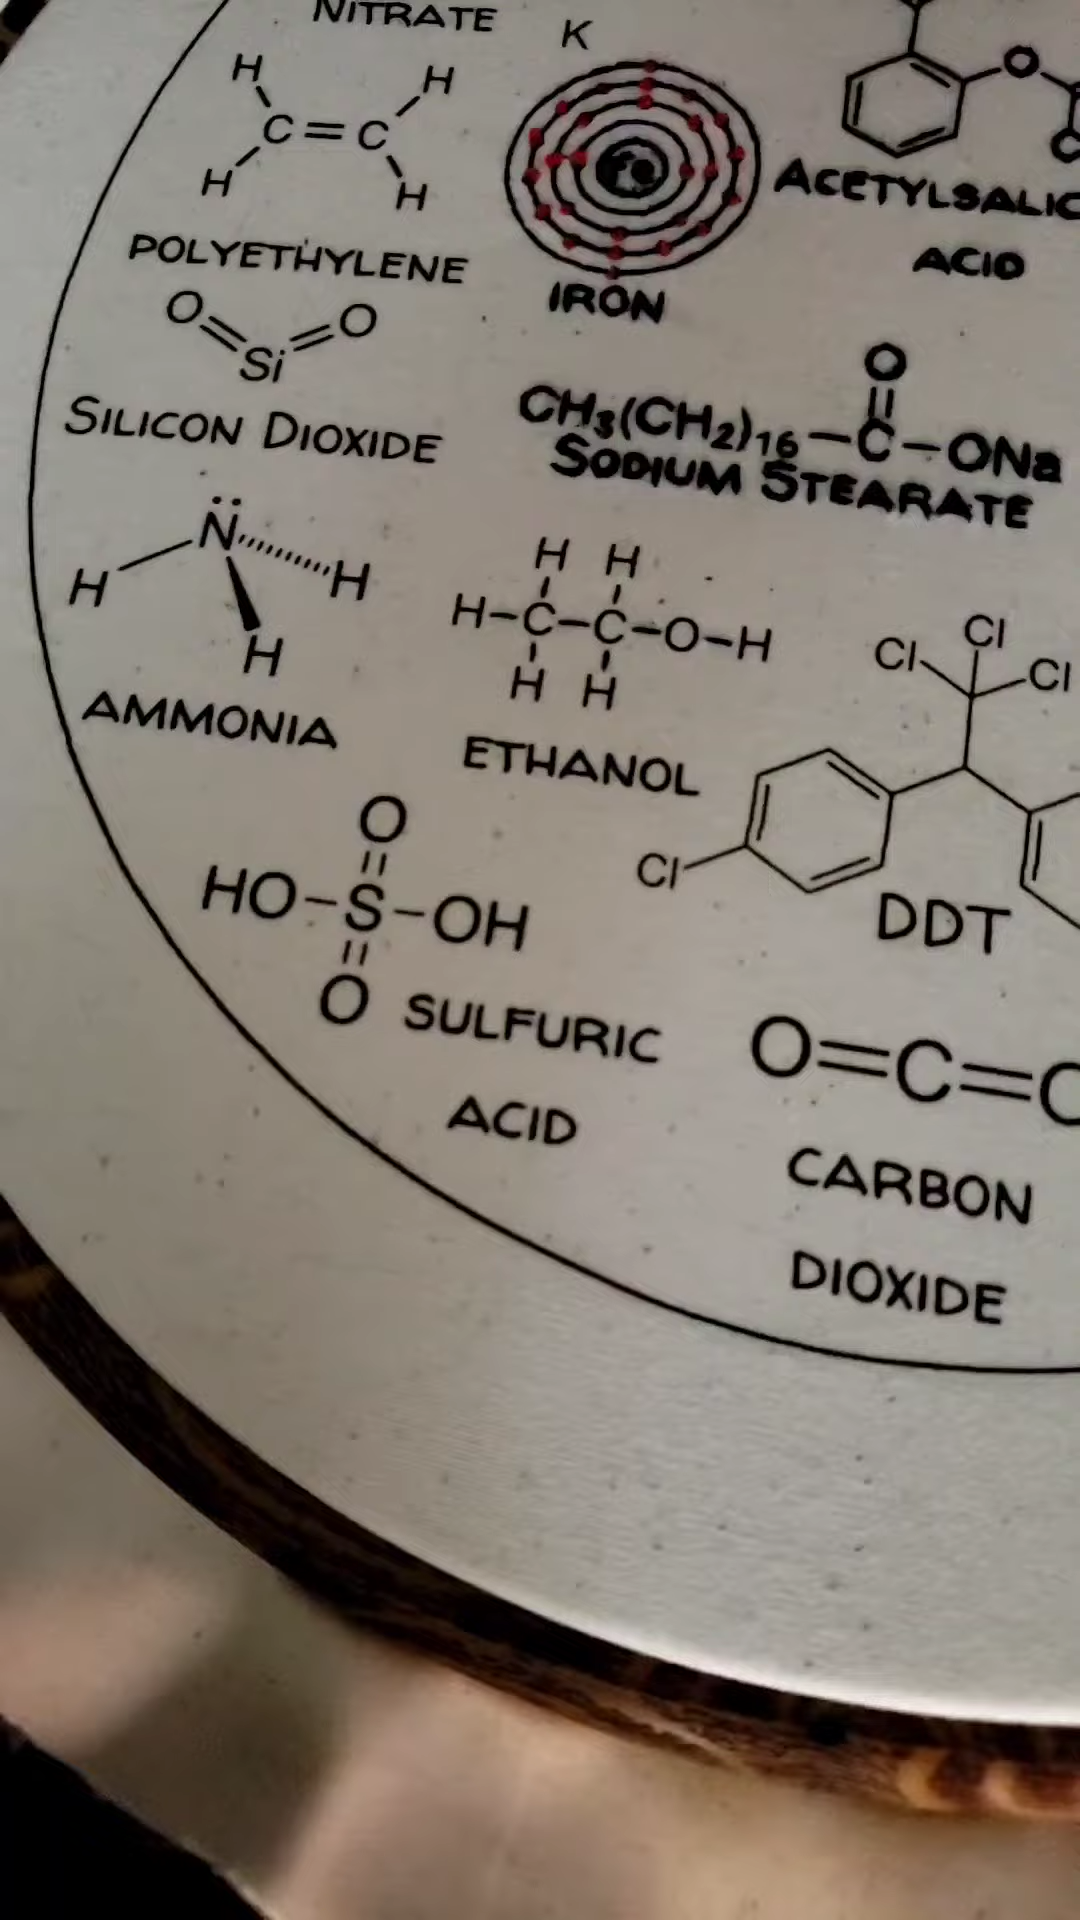 NITRATE
K
H H
C=C
H H
POLYETHYLENE
Fe
IRON
O
ACETYLSALIC
ACID
O O
Si
SILICON DIOXIDE
O
CH3(CH2)16-C-ONa
SODIUM STEARATE
N
H H
H
AMMONIA
H H
H-C-C-O-H
H H
ETHANOL
Cl
Cl Cl
Cl
DDT
O
HO-S-OH
O
SULFURIC
ACID
O=C=O
CARBON
DIOXIDE